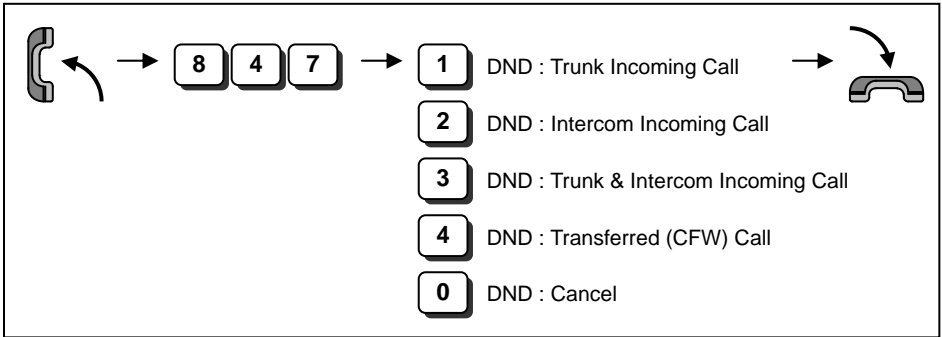 8 4 7 1 DND : Trunk Incoming Call
2 DND : Intercom Incoming Call
3 DND : Trunk & Intercom Incoming Call
4 DND : Transferred (CFW) Call
0 DND : Cancel